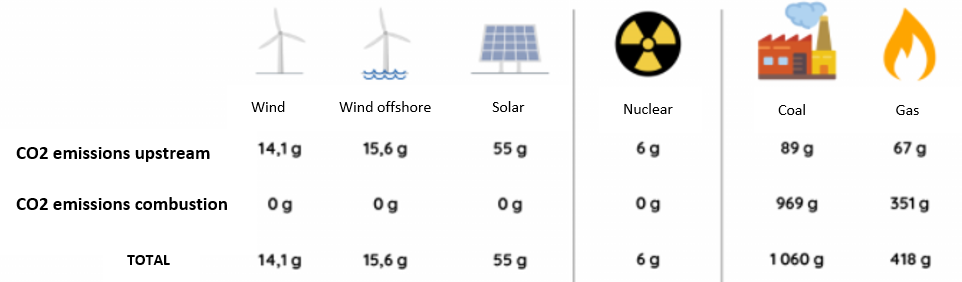 Wind Wind offshore Solar Nuclear Coal Gas
CO2 emissions upstream 14,1 g 15,6 g 55 g 6 g 89 g 67 g
CO2 emissions combustion 0 g 0 g 0 g 0 g 969 g 351 g
TOTAL 14,1 g 15,6 g 55 g 6 g 1 060 g 418 g